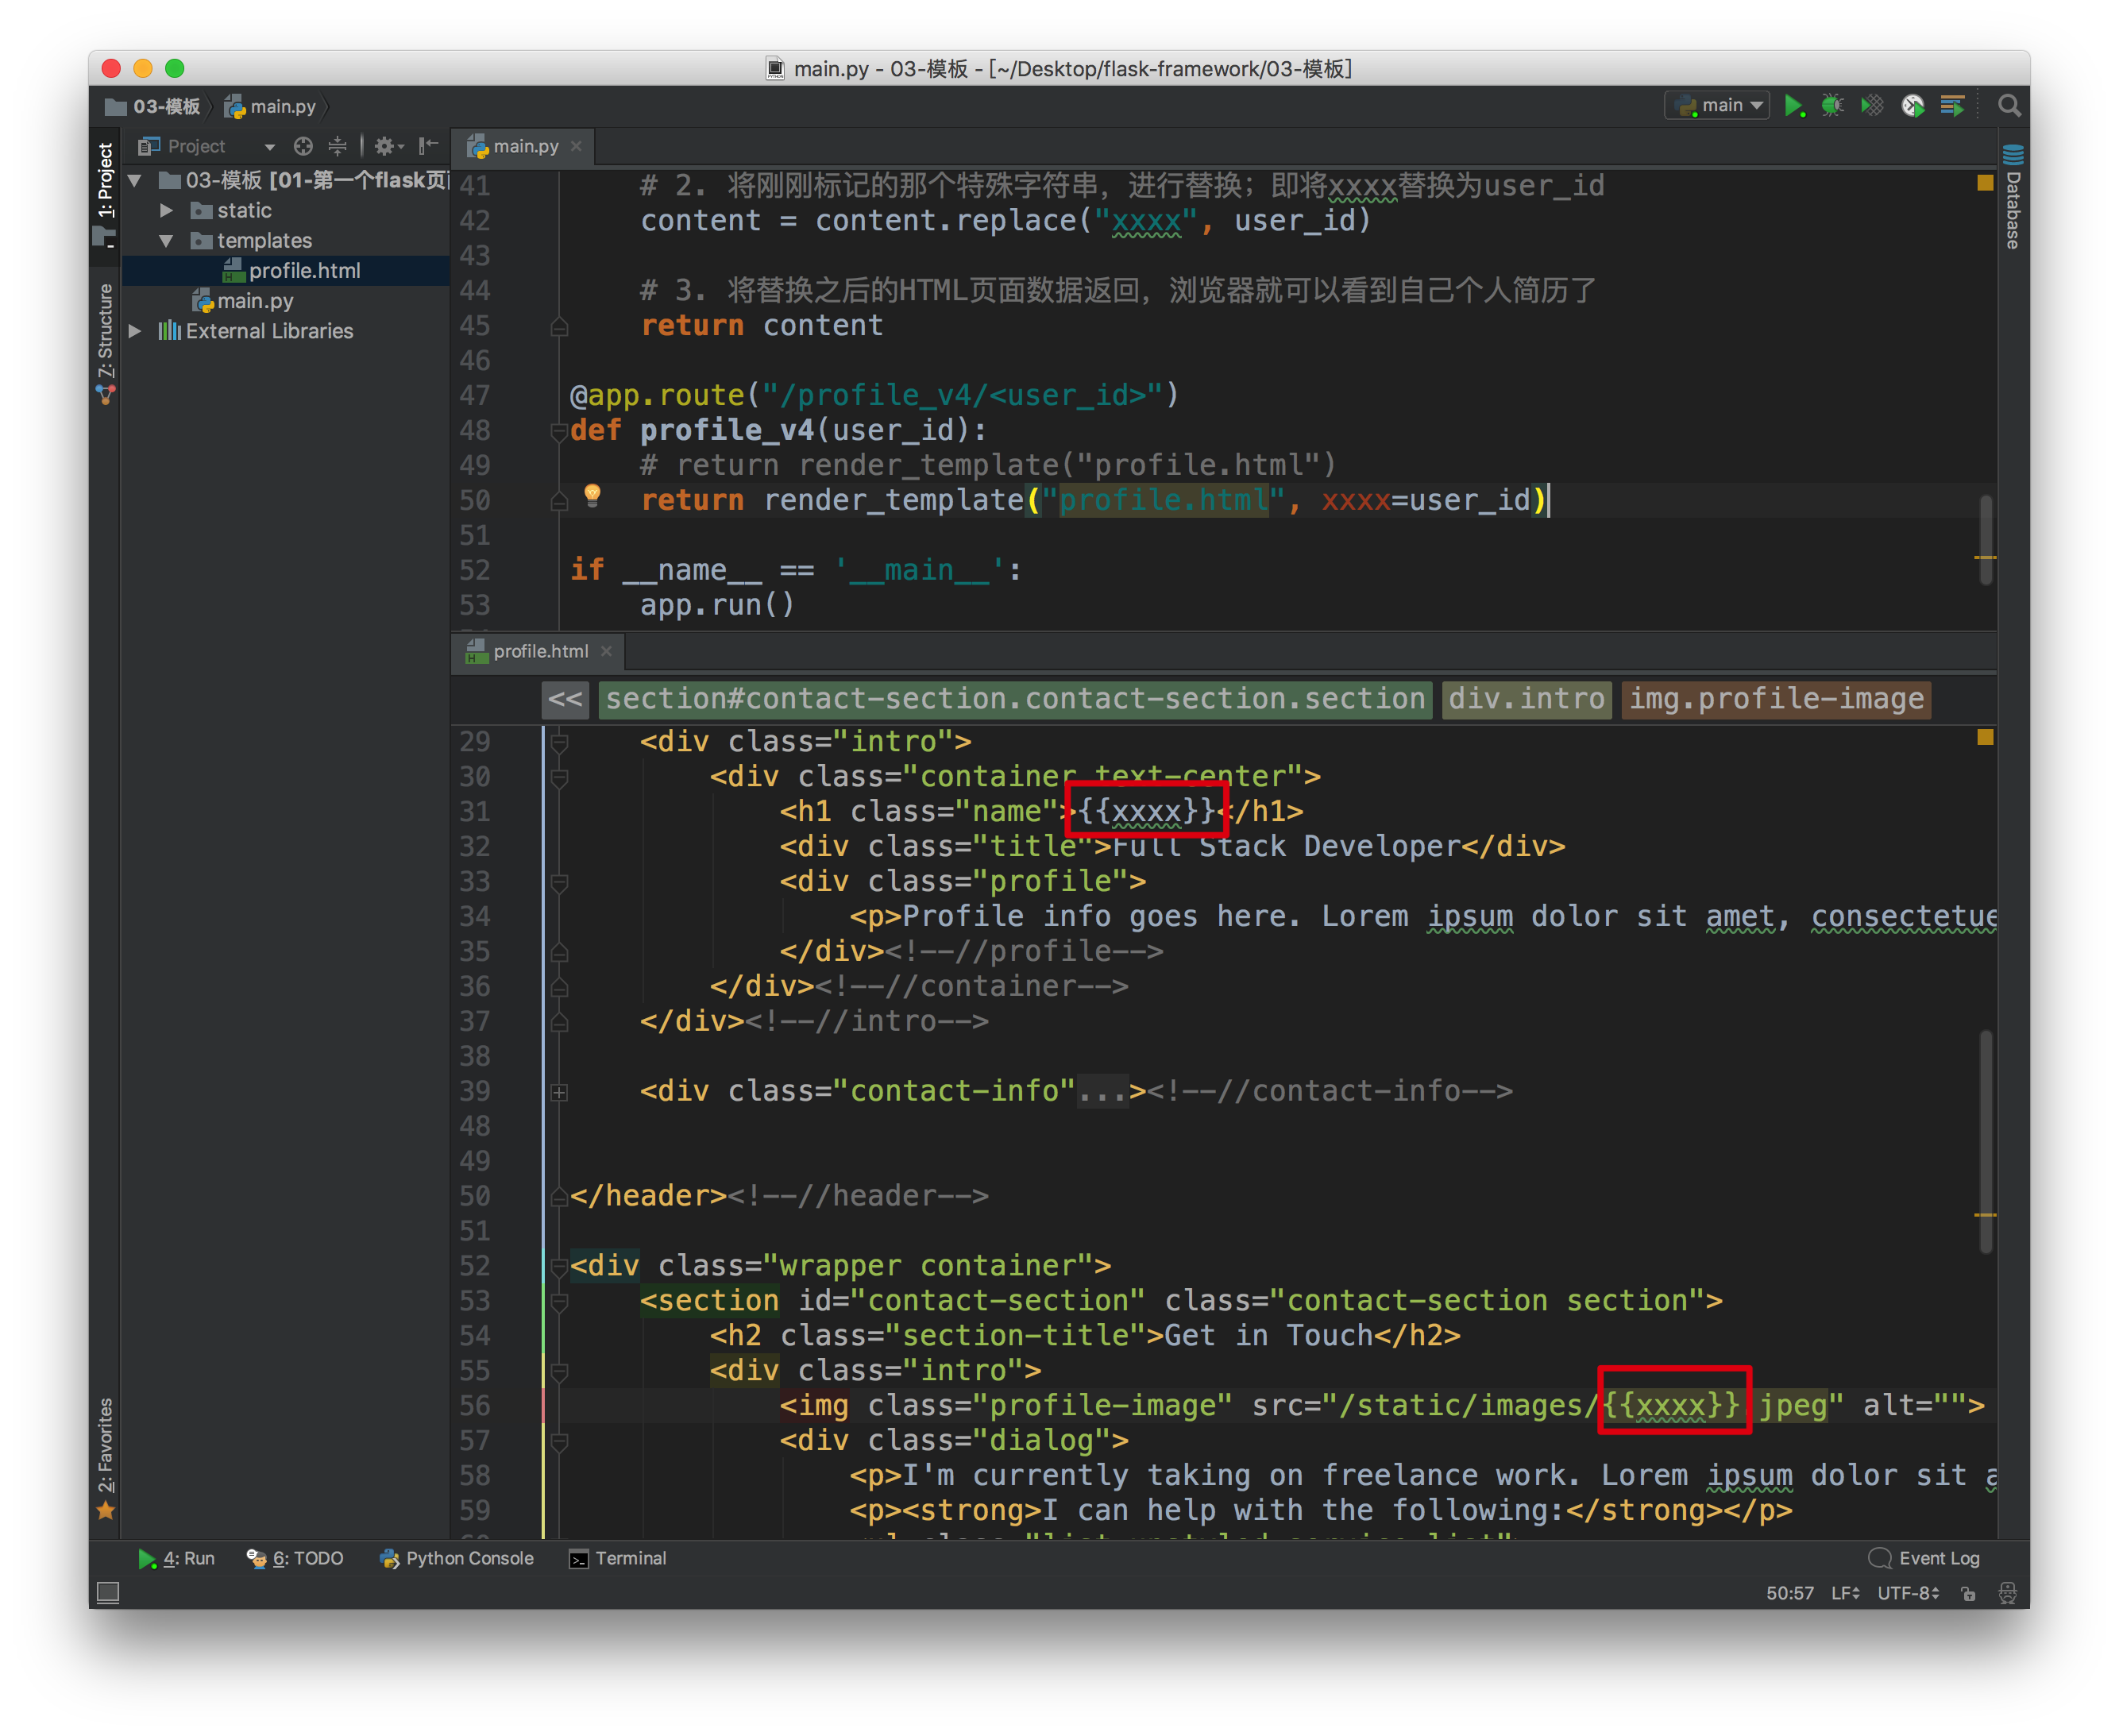 main.py - 03-模板 - [~/Desktop/flask-framework/03-模板]
03-模板 main.py main
1: Project
7: Structure
2: Favorites
Database
Project
03-模板 [01-第一个flask页
static
templates
profile.html
main.py
External Libraries
main.py
41 # 2. 将刚刚标记的那个特殊字符串，进行替换；即将xxxx替换为user_id
42 content = content.replace("xxxx", user_id)
43
44 # 3. 将替换之后的HTML页面数据返回，浏览器就可以看到自己个人简历了
45 return content
46
47 @app.route("/profile_v4/<user_id>")
48 def profile_v4(user_id):
49 # return render_template("profile.html")
50 return render_template("profile.html", xxxx=user_id)
51
52 if __name__ == '__main__':
53 app.run()
profile.html
<< section#contact-section.contact-section.section div.intro img.profile-image
29 <div class="intro">
30 <div class="container text-center">
31 <h1 class="name">{{xxxx}}</h1>
32 <div class="title">Full Stack Developer</div>
33 <div class="profile">
34 <p>Profile info goes here. Lorem ipsum dolor sit amet, consectetue
35 </div><!--//profile-->
36 </div><!--//container-->
37 </div><!--//intro-->
38
39 <div class="contact-info"...><!--//contact-info-->
48
49
50 </header><!--//header-->
51
52 <div class="wrapper container">
53 <section id="contact-section" class="contact-section section">
54 <h2 class="section-title">Get in Touch</h2>
55 <div class="intro">
56 <img class="profile-image" src="/static/images/{{xxxx}}.jpeg" alt="">
57 <div class="dialog">
58 <p>I'm currently taking on freelance work. Lorem ipsum dolor sit a
59 <p><strong>I can help with the following:</strong></p>
4: Run 6: TODO Python Console Terminal Event Log
50:57 LF UTF-8